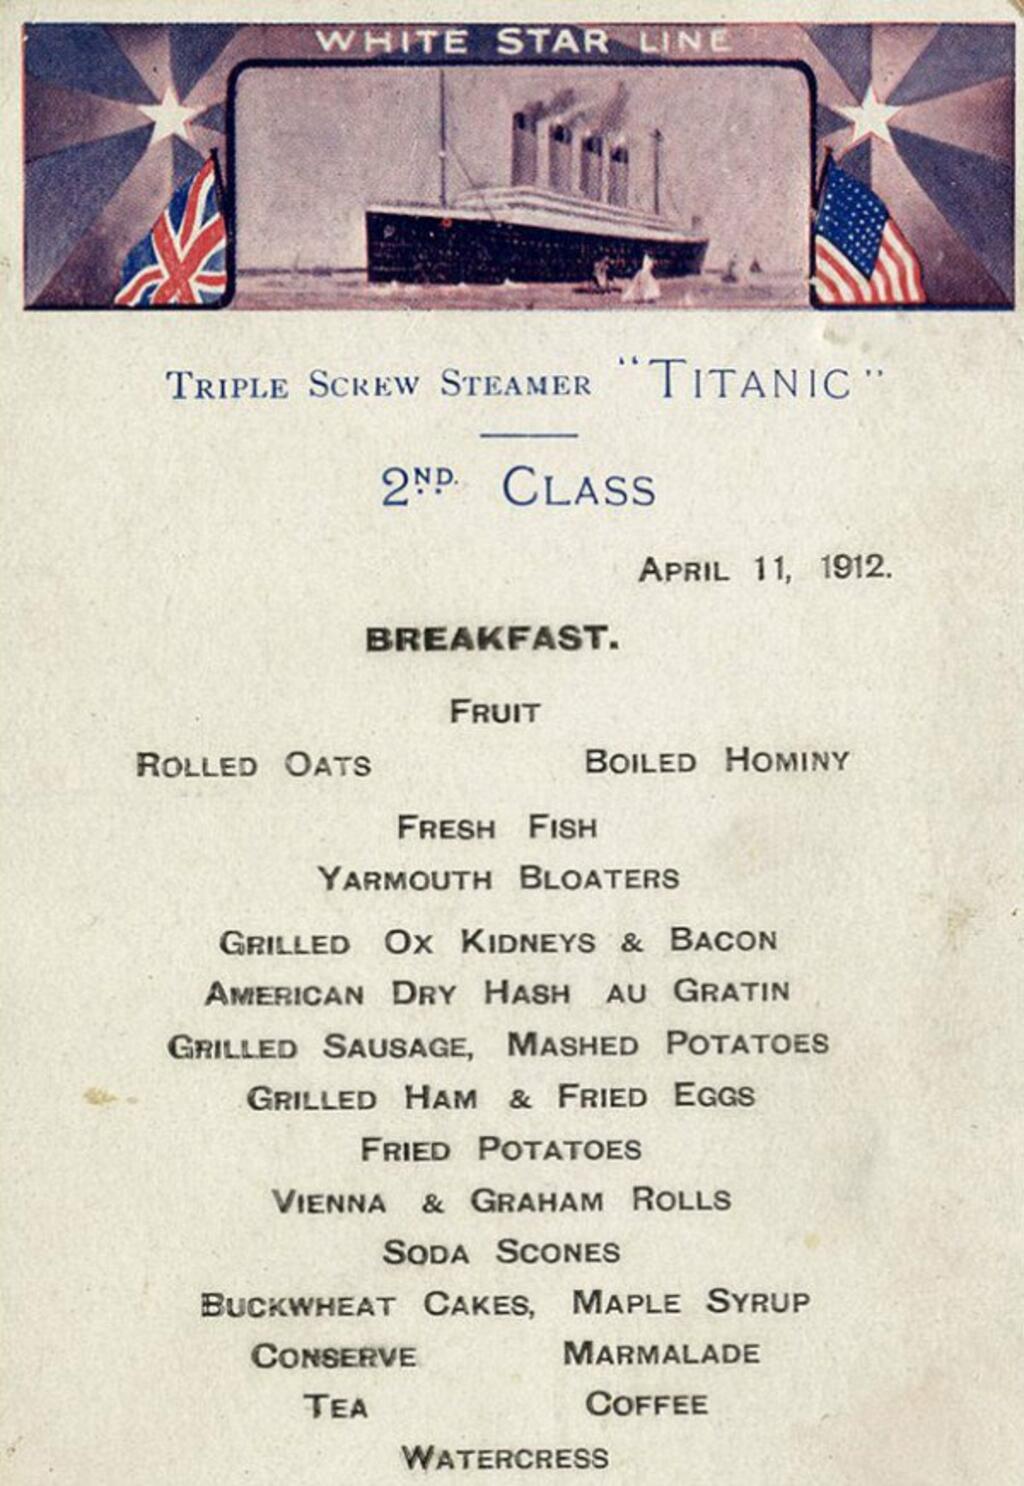 WHITE STAR LINE
TRIPLE SCREW STEAMER "TITANIC"
2ND. CLASS
APRIL 11, 1912.
BREAKFAST.
FRUIT
ROLLED OATS BOILED HOMINY
FRESH FISH
YARMOUTH BLOATERS
GRILLED OX KIDNEYS & BACON
AMERICAN DRY HASH AU GRATIN
GRILLED SAUSAGE, MASHED POTATOES
GRILLED HAM & FRIED EGGS
FRIED POTATOES
VIENNA & GRAHAM ROLLS
SODA SCONES
BUCKWHEAT CAKES, MAPLE SYRUP
CONSERVE MARMALADE
TEA COFFEE
WATERCRESS